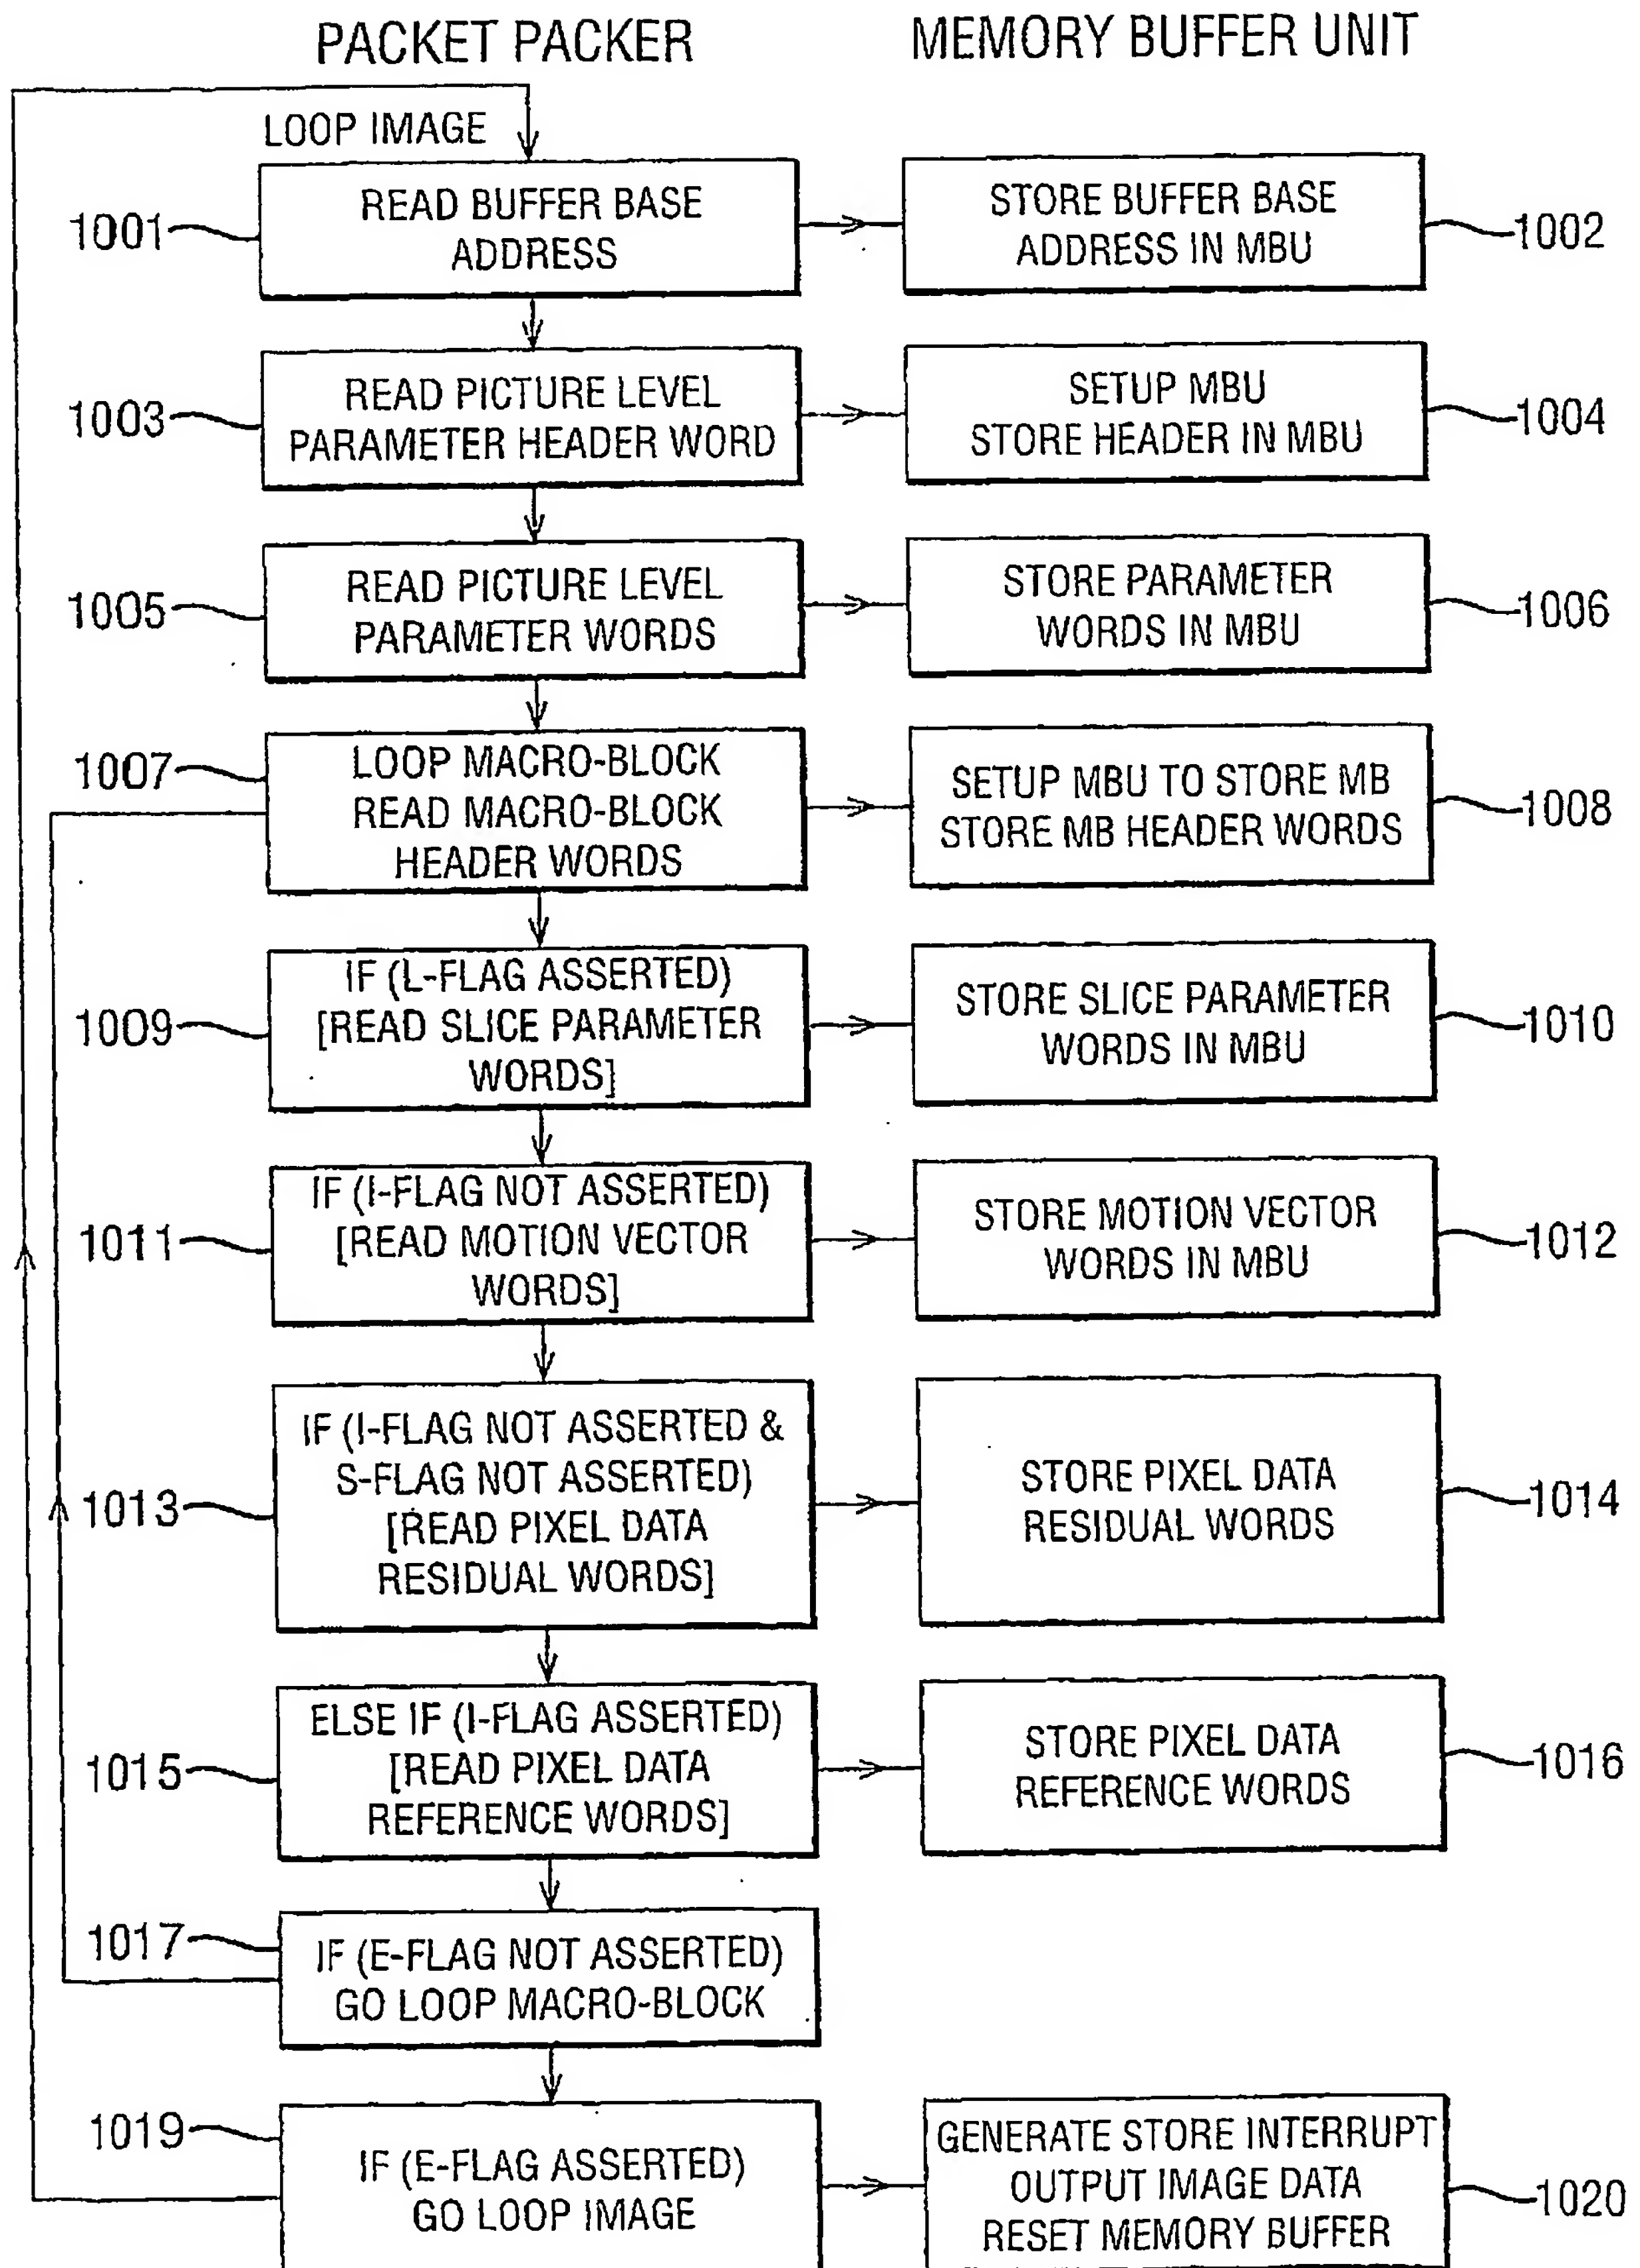 PACKET PACKER
MEMORY BUFFER UNIT
LOOP IMAGE
1001
READ BUFFER BASE
ADDRESS
STORE BUFFER BASE
ADDRESS IN MBU
1002
1003
READ PICTURE LEVEL
PARAMETER HEADER WORD
SETUP MBU
STORE HEADER IN MBU
1004
1005
READ PICTURE LEVEL
PARAMETER WORDS
STORE PARAMETER
WORDS IN MBU
1006
1007
LOOP MACRO-BLOCK
READ MACRO-BLOCK
HEADER WORDS
SETUP MBU TO STORE MB
STORE MB HEADER WORDS
1008
1009
IF (L-FLAG ASSERTED)
[READ SLICE PARAMETER
WORDS]
STORE SLICE PARAMETER
WORDS IN MBU
1010
1011
IF (I-FLAG NOT ASSERTED)
[READ MOTION VECTOR
WORDS]
STORE MOTION VECTOR
WORDS IN MBU
1012
1013
IF (I-FLAG NOT ASSERTED &
S-FLAG NOT ASSERTED)
[READ PIXEL DATA
RESIDUAL WORDS]
STORE PIXEL DATA
RESIDUAL WORDS
1014
1015
ELSE IF (I-FLAG ASSERTED)
[READ PIXEL DATA
REFERENCE WORDS]
STORE PIXEL DATA
REFERENCE WORDS
1016
1017
IF (E-FLAG NOT ASSERTED)
GO LOOP MACRO-BLOCK
1019
IF (E-FLAG ASSERTED)
GO LOOP IMAGE
GENERATE STORE INTERRUPT
OUTPUT IMAGE DATA
RESET MEMORY BUFFER
1020